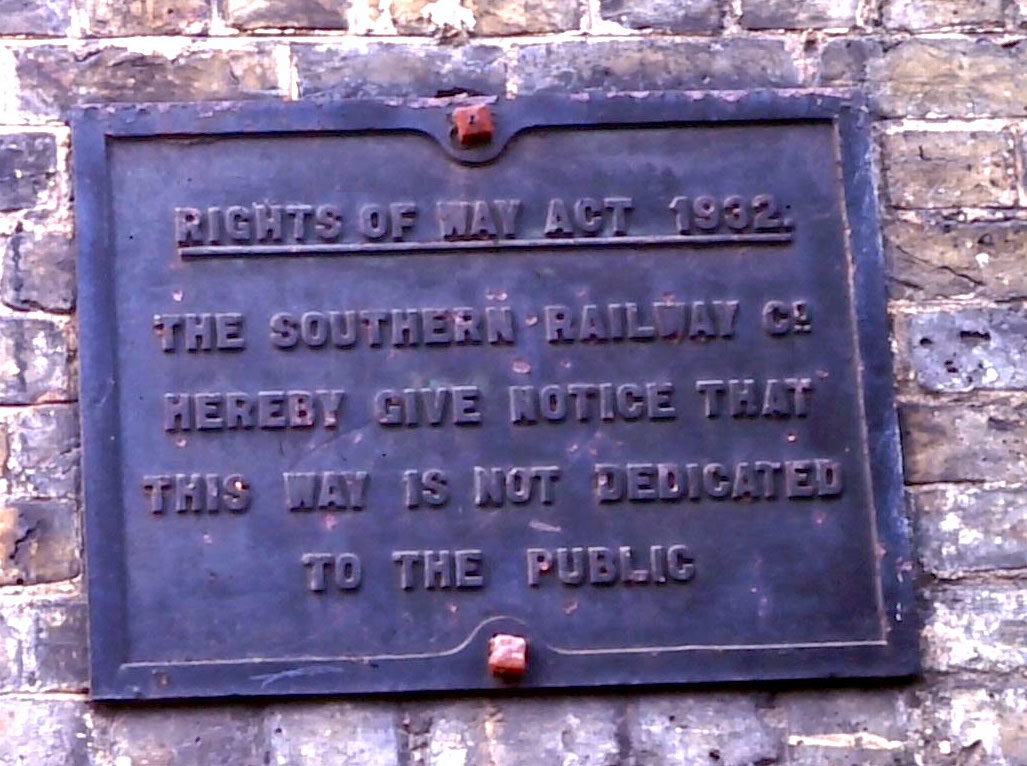 RIGHTS OF WAY ACT 1932.
THE SOUTHERN RAILWAY Co
HEREBY GIVE NOTICE THAT
THIS WAY IS NOT DEDICATED
TO THE PUBLIC